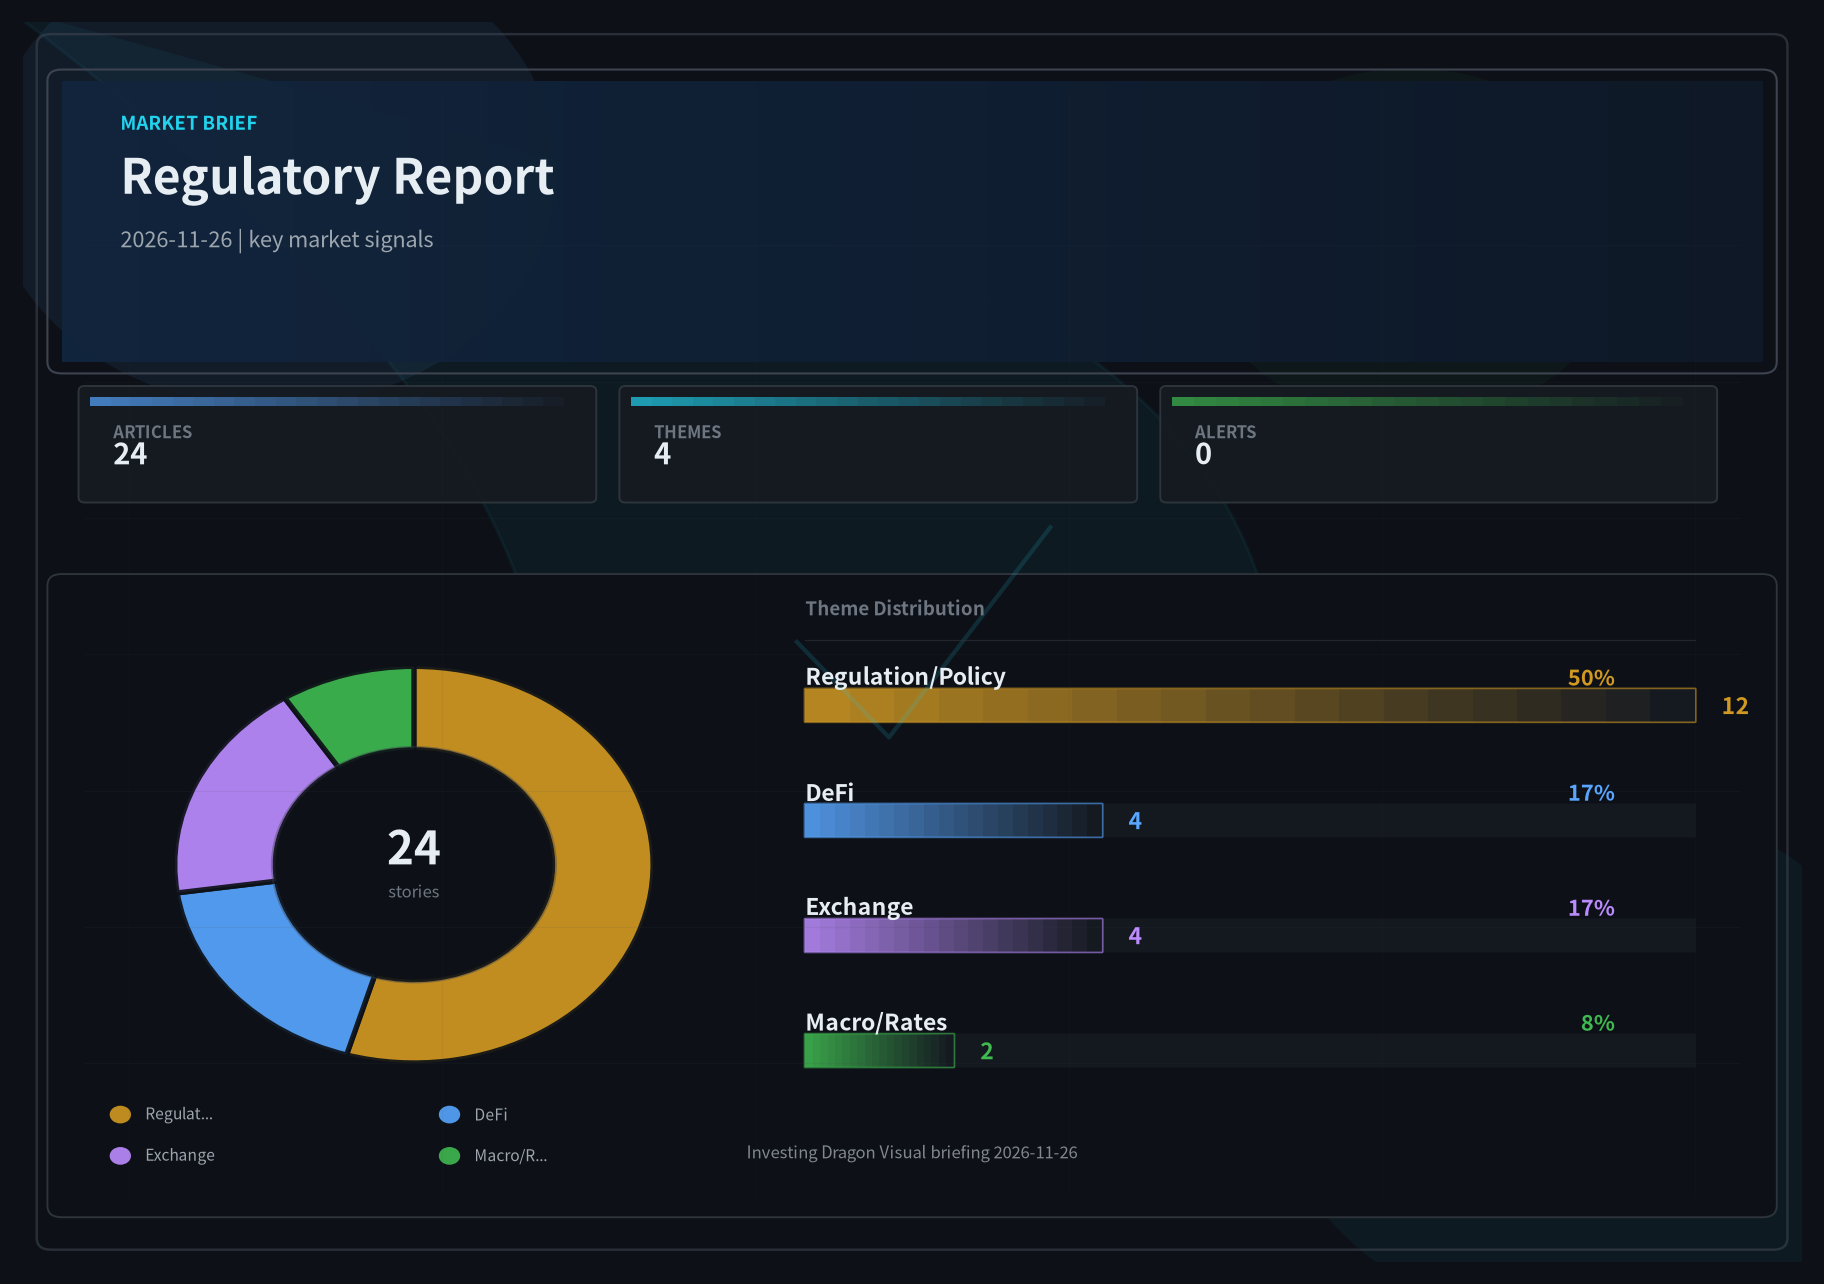 MARKET BRIEF
Regulatory Report
2026-11-26 | key market signals
ARTICLES
24
THEMES
4
ALERTS
0
Theme Distribution
Regulation/Policy
50%
12
DeFi
17%
4
Exchange
17%
4
Macro/Rates
8%
2
24
stories
Regulat...
DeFi
Exchange
Macro/R...
Investing Dragon Visual briefing 2026-11-26